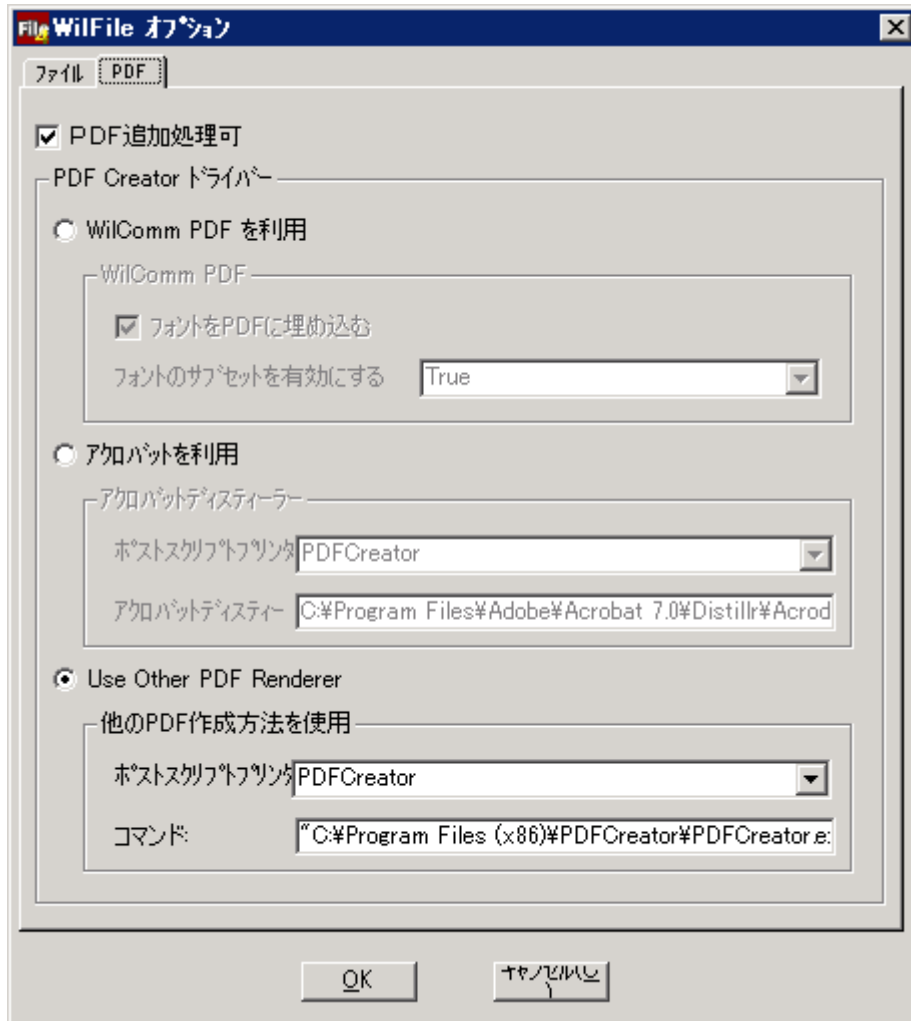 File WilFile オプション
ファイル PDF
PDF追加処理可
PDF Creator ドライバー
WilComm PDF を利用
WilComm PDF
フォントをPDFに埋め込む
フォントのサブセットを有効にする True
アクロバットを利用
アクロバットディスティーラー
ポストスクリプトプリンタ PDFCreator
アクロバットディスティー C:¥Program Files¥Adobe¥Acrobat 7.0¥Distillr¥Acrod
Use Other PDF Renderer
他のPDF作成方法を使用
ポストスクリプトプリンタ PDFCreator
コマンド: "C:¥Program Files (x86)¥PDFCreator¥PDFCreator.e
OK キャンセル(C
)